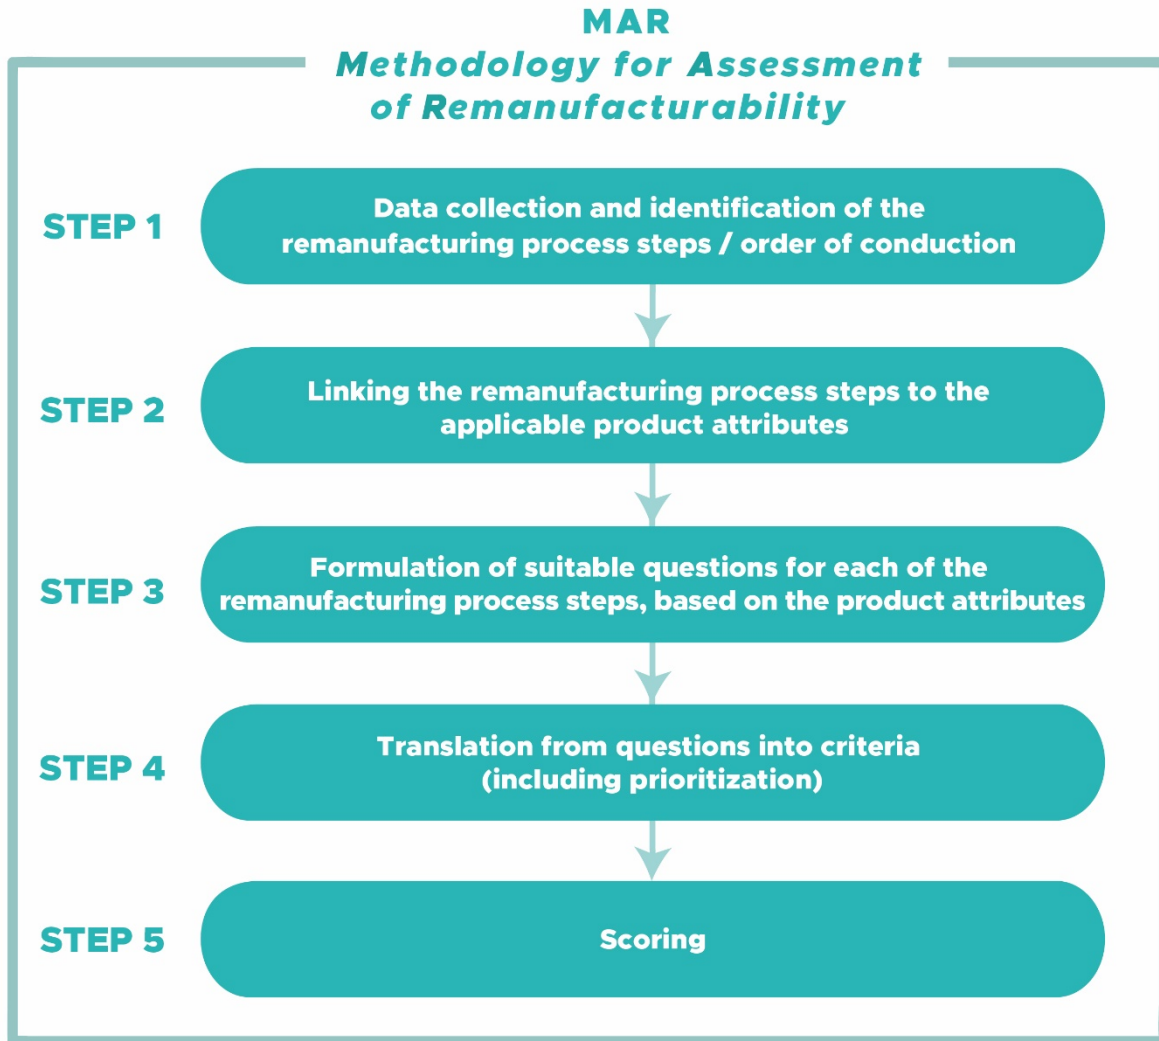 MAR
Methodology for Assessment
of Remanufacturability
STEP 1
Data collection and identification of the
remanufacturing process steps / order of conduction
STEP 2
Linking the remanufacturing process steps to the
applicable product attributes
STEP 3
Formulation of suitable questions for each of the
remanufacturing process steps, based on the product attributes
STEP 4
Translation from questions into criteria
(including prioritization)
STEP 5
Scoring